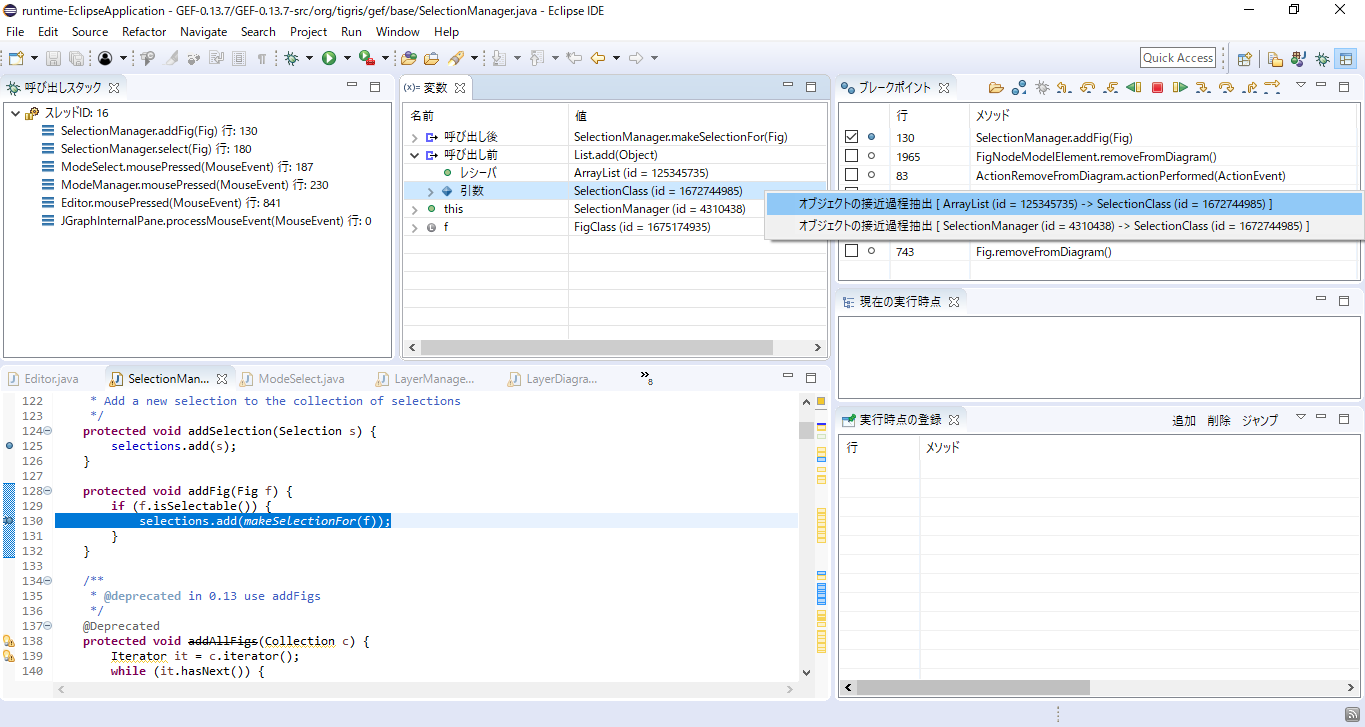 runtime-EclipseApplication - GEF-0.13.7/GEF-0.13.7-src/org/tigris/gef/base/SelectionManager.java - Eclipse IDE
File Edit Source Refactor Navigate Search Project Run Window Help
Quick Access
呼び出しスタック
スレッドID: 16
SelectionManager.addFig(Fig) 行: 130
SelectionManager.select(Fig) 行: 180
ModeSelect.mousePressed(MouseEvent) 行: 187
ModeManager.mousePressed(MouseEvent) 行: 230
Editor.mousePressed(MouseEvent) 行: 841
JGraphInternalPane.processMouseEvent(MouseEvent) 行: 0
(x)= 変数
名前 値
呼び出し後 SelectionManager.makeSelectionFor(Fig)
呼び出し前 List.add(Object)
レシーバ ArrayList (id = 125345735)
引数 SelectionClass (id = 1672744985)
this SelectionManager (id = 4310438)
f FigClass (id = 1675174935)
ブレークポイント
行 メソッド
130 SelectionManager.addFig(Fig)
1965 FigNodeModelElement.removeFromDiagram()
83 ActionRemoveFromDiagram.actionPerformed(ActionEvent)
オブジェクトの接近過程抽出 [ ArrayList (id = 125345735) -> SelectionClass (id = 1672744985) ]
オブジェクトの接近過程抽出 [ SelectionManager (id = 4310438) -> SelectionClass (id = 1672744985) ]
743 Fig.removeFromDiagram()
現在の実行時点
実行時点の登録 追加 削除 ジャンプ
行 メソッド
Editor.java SelectionMan... ModeSelect.java LayerManage... LayerDiagra... »8
122 * Add a new selection to the collection of selections
123 */
124 protected void addSelection(Selection s) {
125 selections.add(s);
126 }
127
128 protected void addFig(Fig f) {
129 if (f.isSelectable()) {
130 selections.add(makeSelectionFor(f));
131 }
132 }
133
134 /**
135 * @deprecated in 0.13 use addFigs
136 */
137 @Deprecated
138 protected void addAllFigs(Collection c) {
139 Iterator it = c.iterator();
140 while (it.hasNext()) {